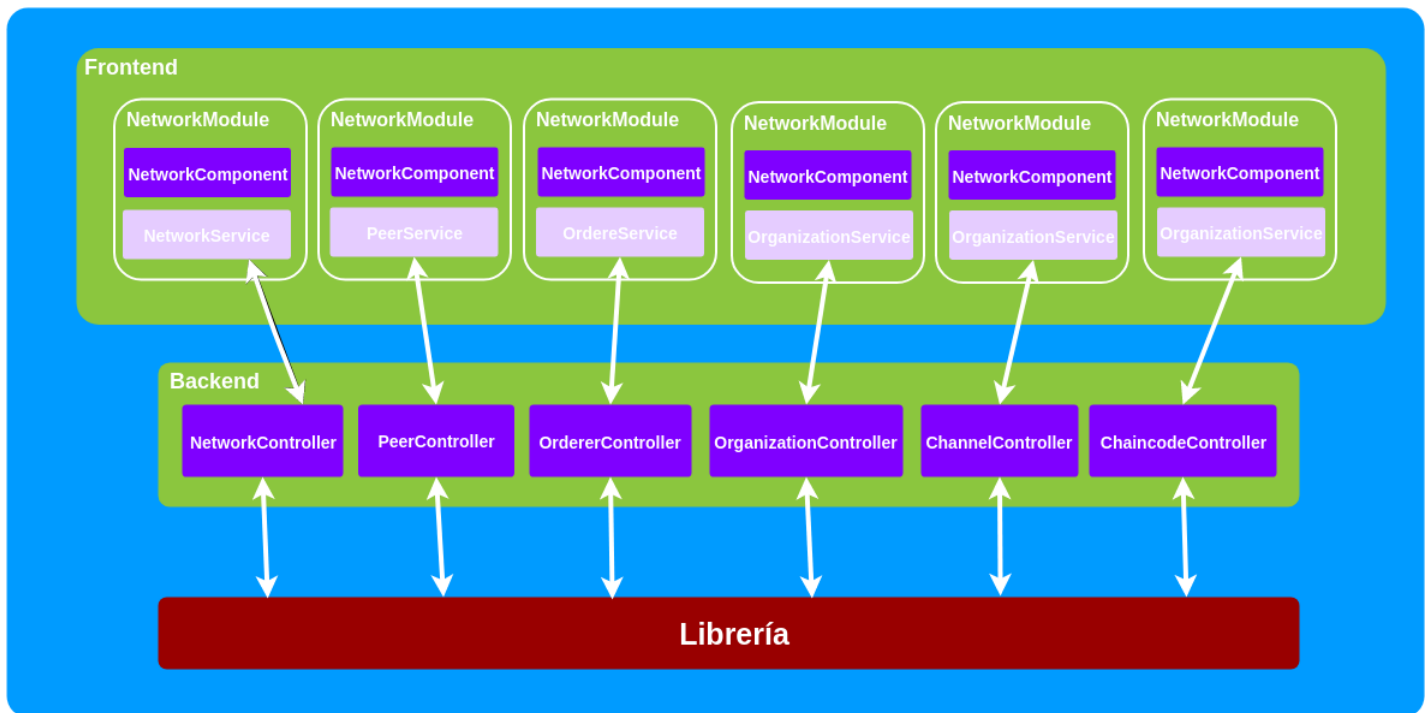 Frontend
NetworkModule
NetworkComponent
NetworkService
NetworkModule
NetworkComponent
PeerService
NetworkModule
NetworkComponent
OrdereService
NetworkModule
NetworkComponent
OrganizationService
NetworkModule
NetworkComponent
OrganizationService
NetworkModule
NetworkComponent
OrganizationService
Backend
NetworkController
PeerController
OrdererController
OrganizationController
ChannelController
ChaincodeController
Librería